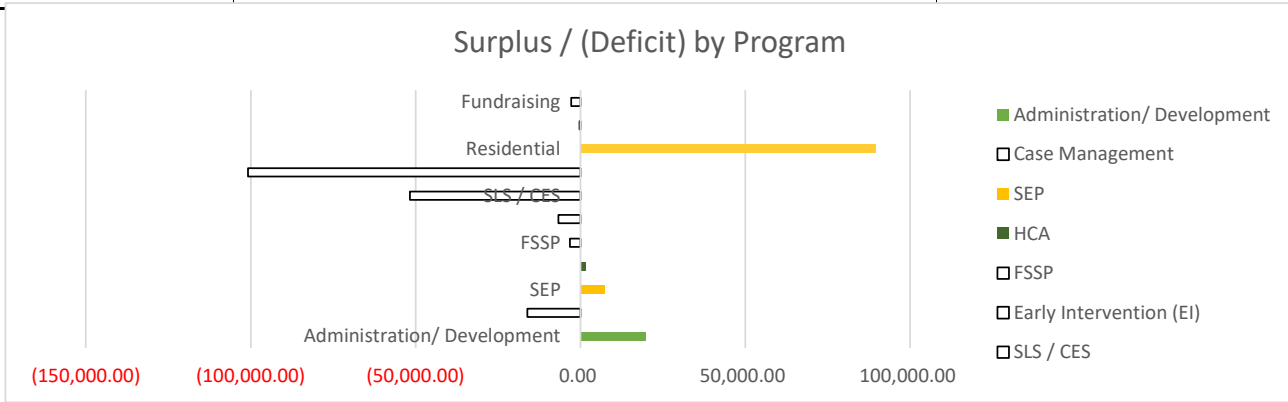 Surplus / (Deficit) by Program
Fundraising
Residential
SLS / CES
FSSP
SEP
Administration/ Development
(150,000.00) (100,000.00) (50,000.00) 0.00 50,000.00 100,000.00
Administration/ Development
Case Management
SEP
HCA
FSSP
Early Intervention (EI)
SLS / CES